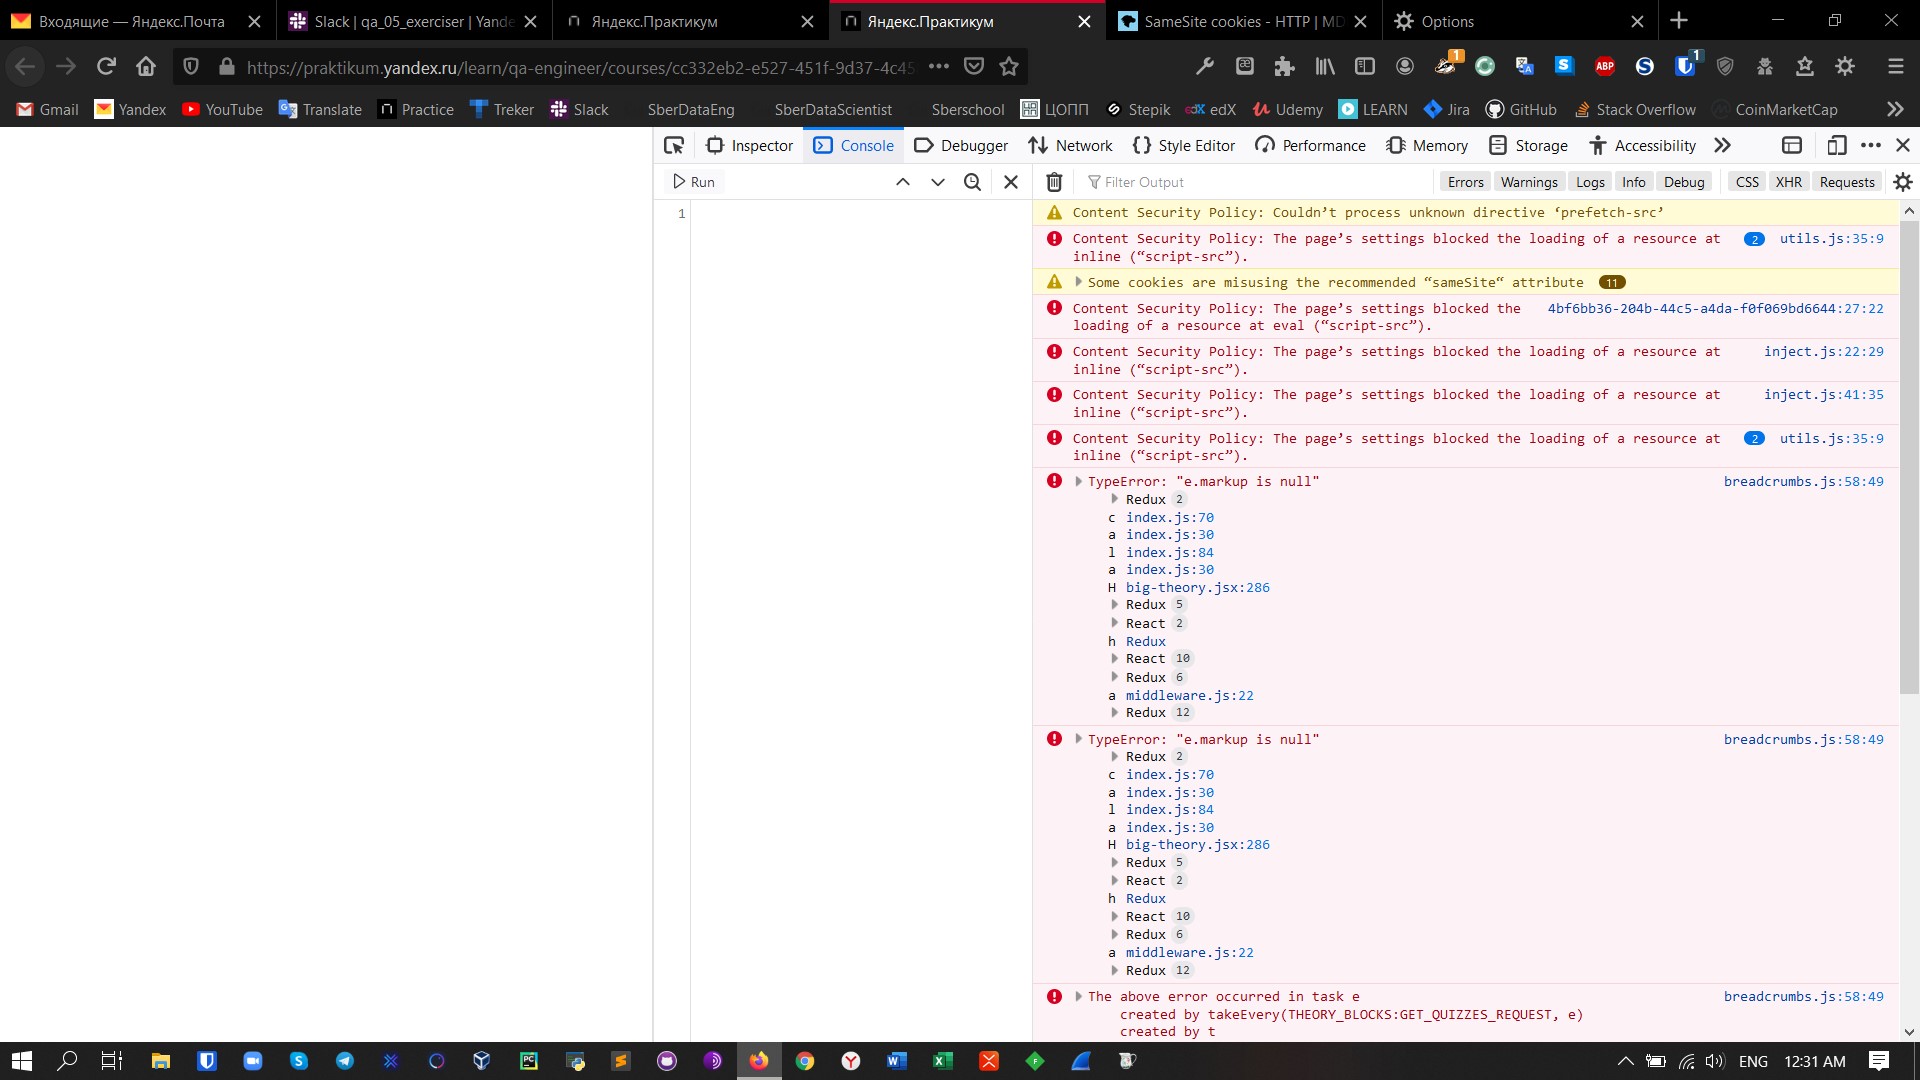 Входящие — Яндекс.Почта
Slack | qa_05_exerciser | Yande
Яндекс.Практикум
Яндекс.Практикум
SameSite cookies - HTTP | MD
Options
https://praktikum.yandex.ru/learn/qa-engineer/courses/cc332eb2-e527-451f-9d37-4c45
1
ABP
1
Gmail
Yandex
YouTube
Translate
Practice
Treker
Slack
SberDataEng
SberDataScientist
Sberschool
ЦОПП
Stepik
edX edX
Udemy
LEARN
Jira
GitHub
Stack Overflow
CoinMarketCap
Inspector
Console
Debugger
Network
Style Editor
Performance
Memory
Storage
Accessibility
Run
Filter Output
Errors Warnings Logs Info Debug CSS XHR Requests
1
Content Security Policy: Couldn’t process unknown directive ‘prefetch-src’
Content Security Policy: The page’s settings blocked the loading of a resource at 2 utils.js:35:9
inline (“script-src”).
Some cookies are misusing the recommended “sameSite“ attribute 11
Content Security Policy: The page’s settings blocked the 4bf6bb36-204b-44c5-a4da-f0f069bd6644:27:22
loading of a resource at eval (“script-src”).
Content Security Policy: The page’s settings blocked the loading of a resource at inject.js:22:29
inline (“script-src”).
Content Security Policy: The page’s settings blocked the loading of a resource at inject.js:41:35
inline (“script-src”).
Content Security Policy: The page’s settings blocked the loading of a resource at 2 utils.js:35:9
inline (“script-src”).
TypeError: "e.markup is null" breadcrumbs.js:58:49
Redux 2
c index.js:70
a index.js:30
l index.js:84
a index.js:30
H big-theory.jsx:286
Redux 5
React 2
h Redux
React 10
Redux 6
a middleware.js:22
Redux 12
TypeError: "e.markup is null" breadcrumbs.js:58:49
Redux 2
c index.js:70
a index.js:30
l index.js:84
a index.js:30
H big-theory.jsx:286
Redux 5
React 2
h Redux
React 10
Redux 6
a middleware.js:22
Redux 12
The above error occurred in task e breadcrumbs.js:58:49
created by takeEvery(THEORY_BLOCKS:GET_QUIZZES_REQUEST, e)
created by t
ENG
12:31 AM